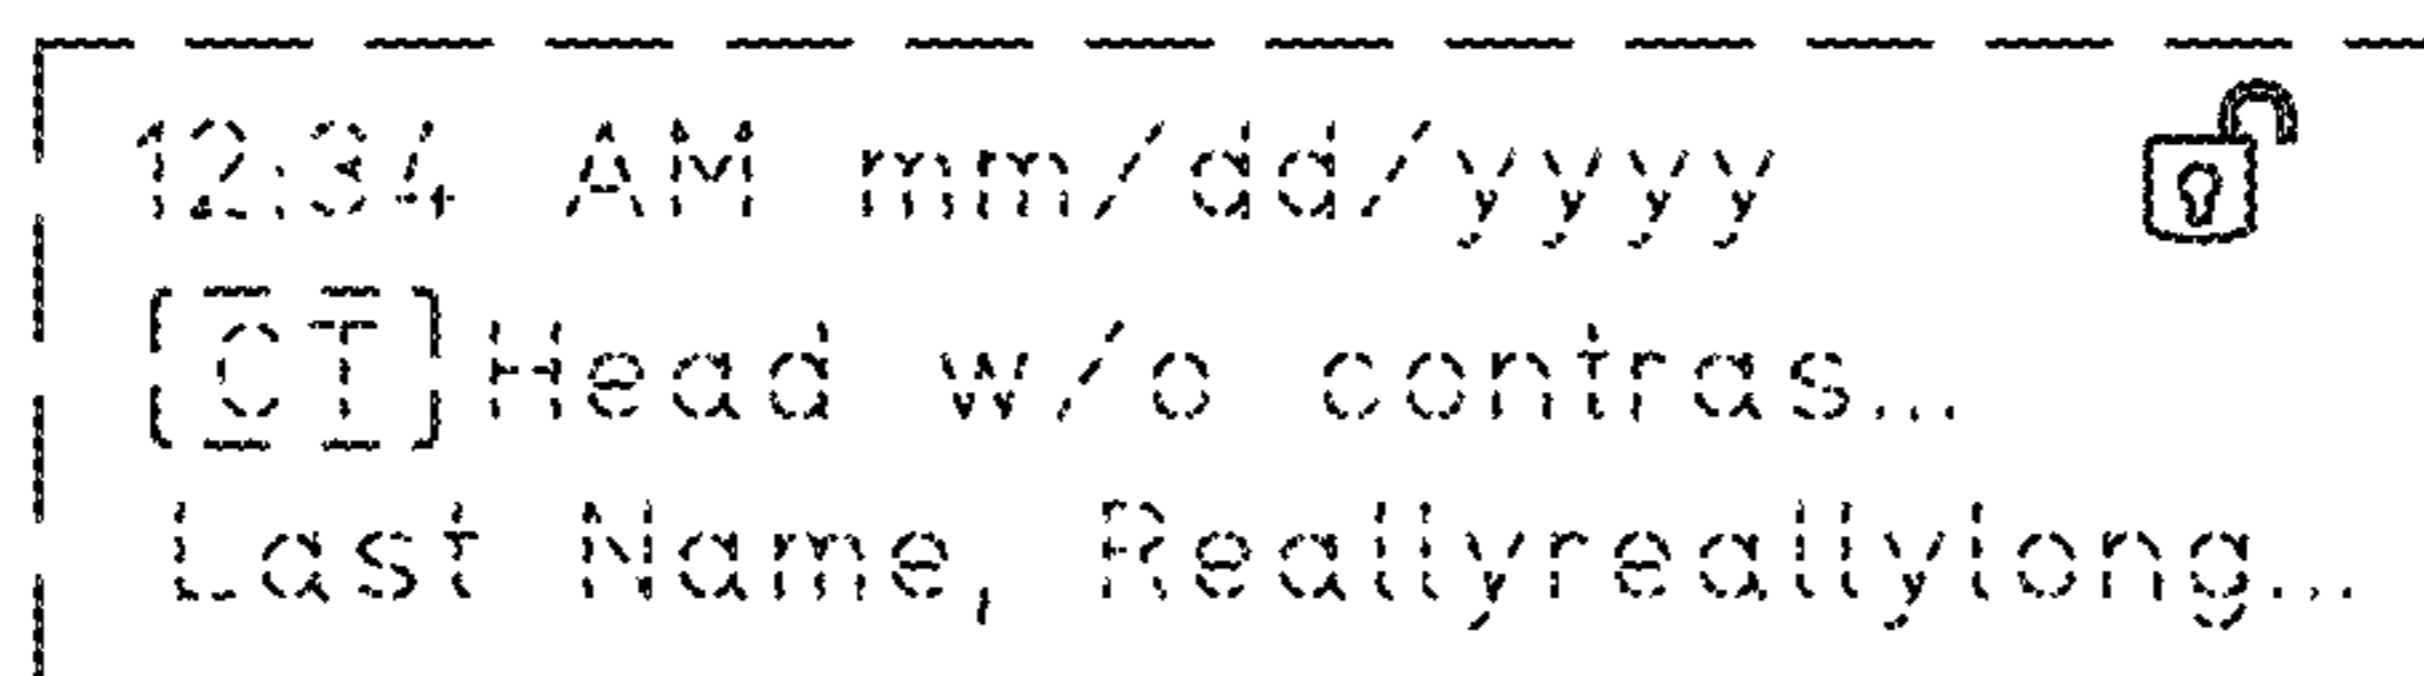 12:34 AM mm/dd/yyyy
CT Head w/o contras...
Last Name, Reallyreallylong...